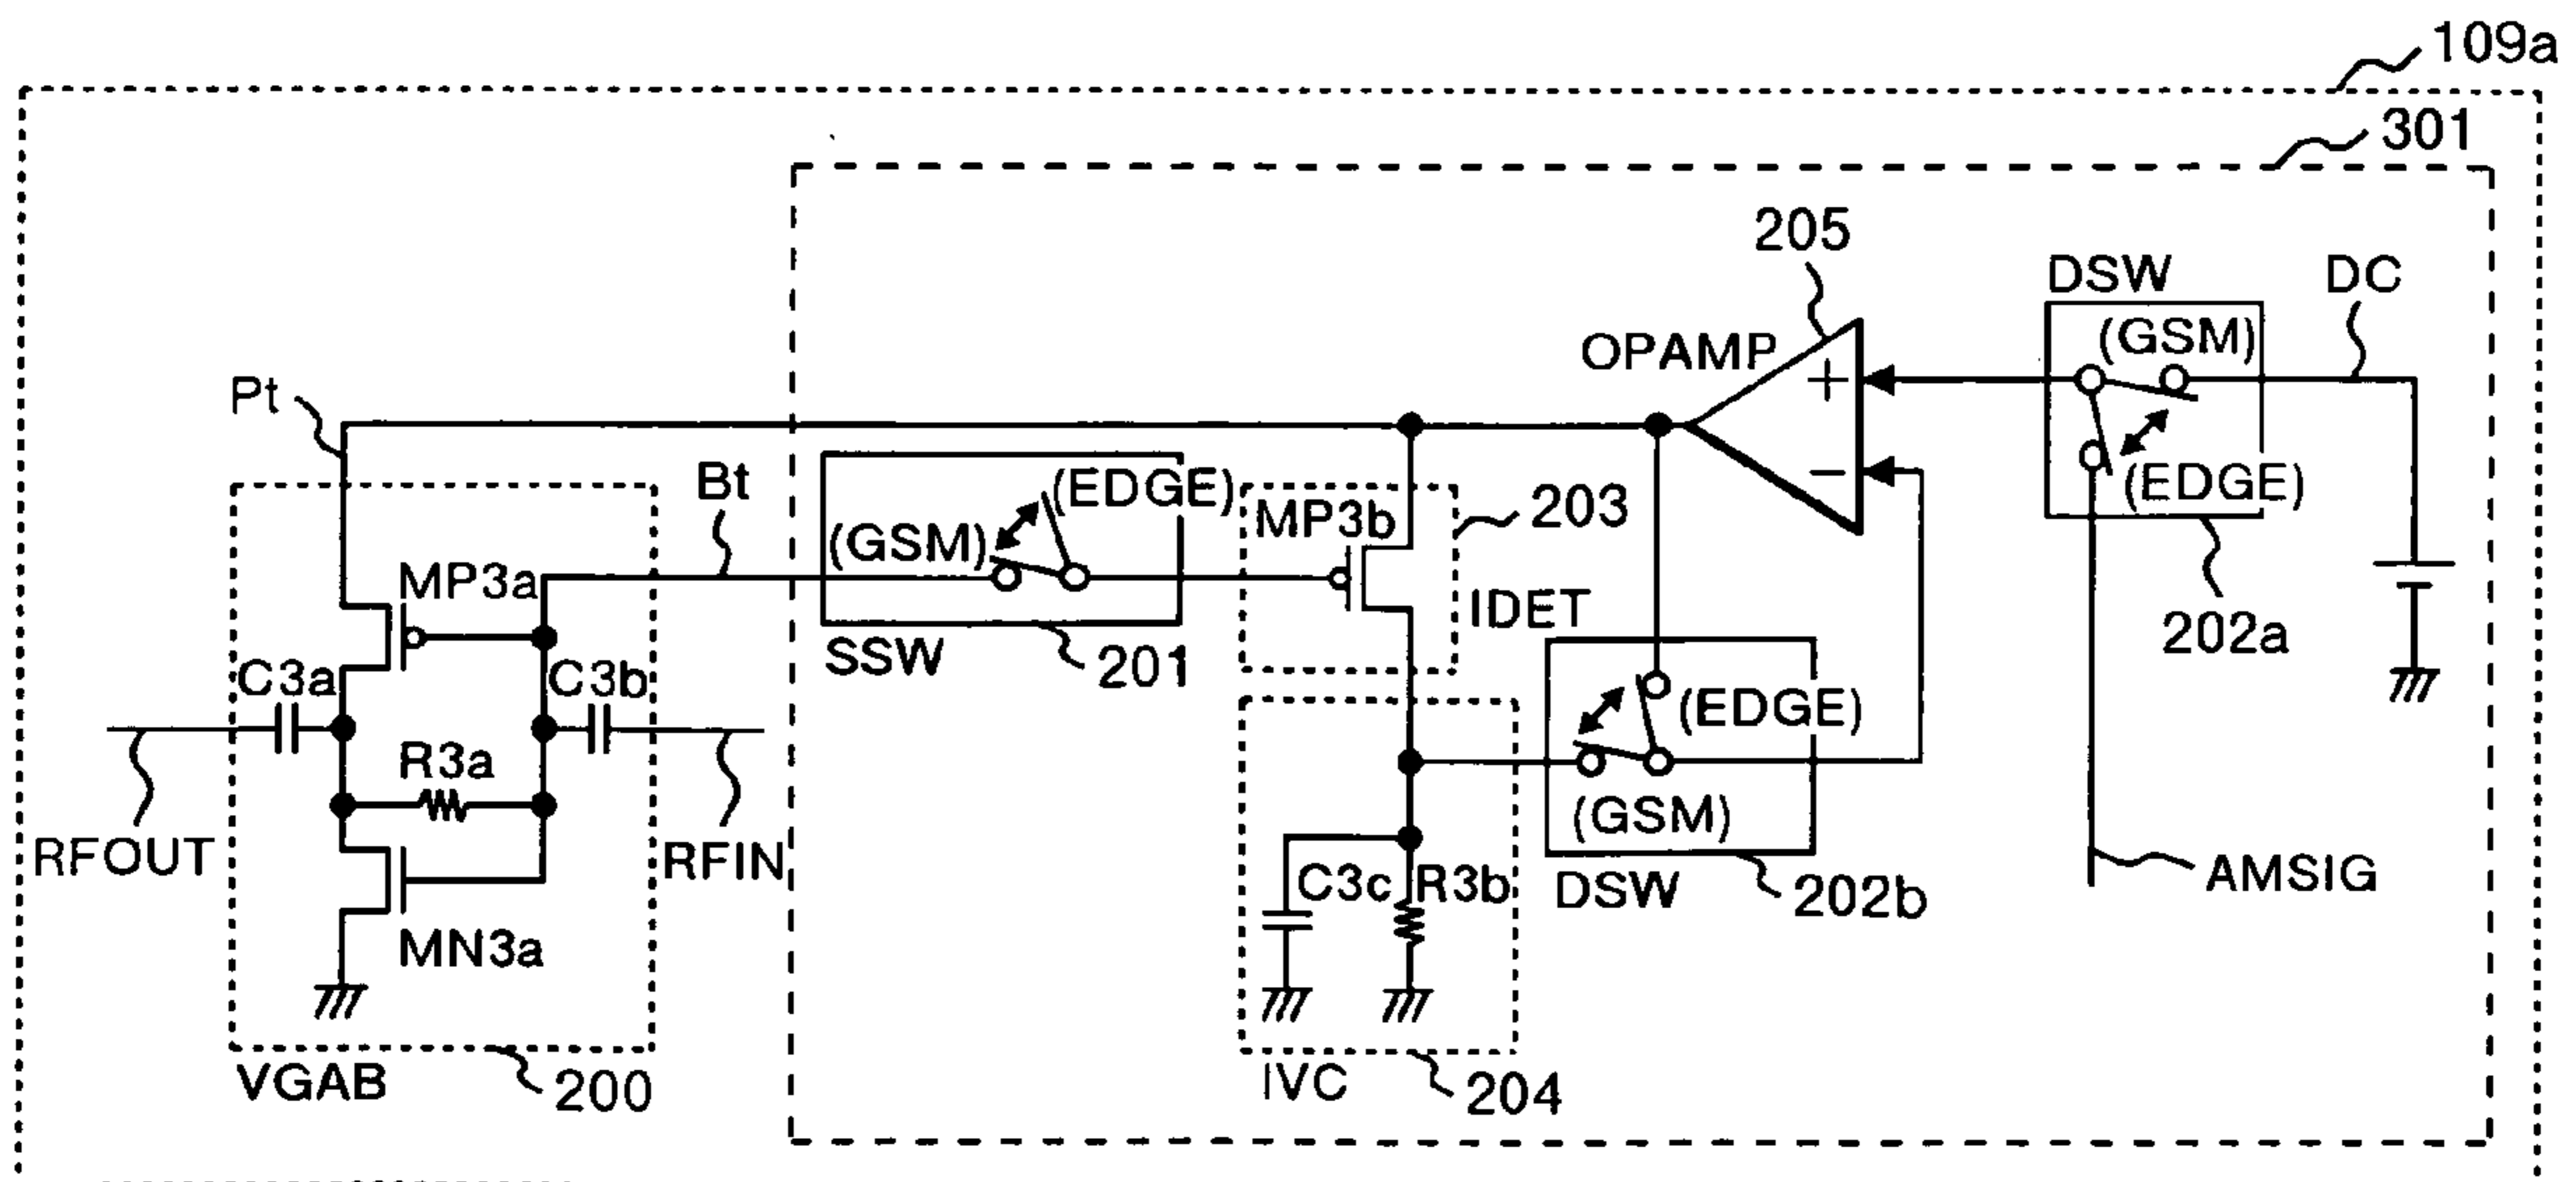 109a
301
205
DSW
DC
(GSM)
OPAMP
+
Pt
Bt
(EDGE)
−
(EDGE)
MP3b
203
(GSM)
MP3a
IDET
202a
SSW
201
C3a
C3b
(EDGE)
R3a
(GSM)
RFOUT
RFIN
C3c
R3b
DSW
202b
AMSIG
MN3a
VGAB
200
IVC
204